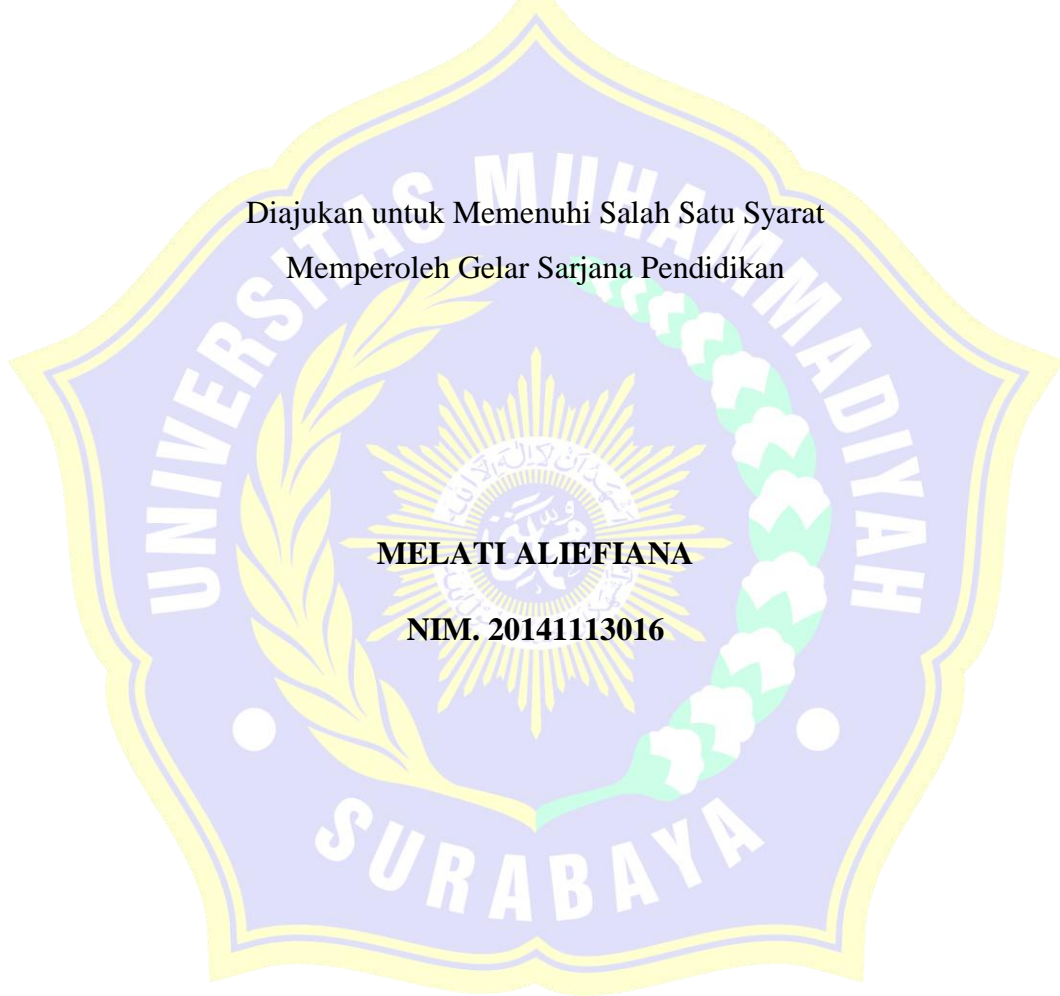 Diajukan untuk Memenuhi Salah Satu Syarat
Memperoleh Gelar Sarjana Pendidikan
MELATI ALIEFIANA
NIM. 20141113016
UNIVERSITAS MUHAMMADIYAH
SURABAYA